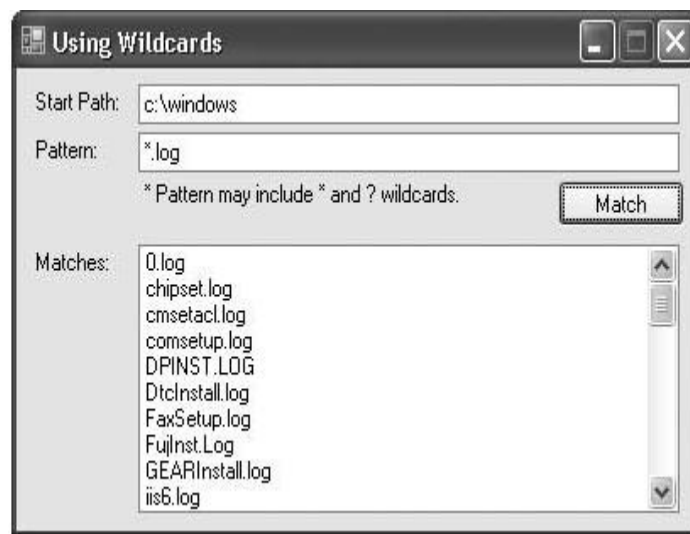 Using Wildcards
Start Path: c:\windows
Pattern: *.log
* Pattern may include * and ? wildcards.
Match
Matches:
0.log
chipset.log
cmsetacl.log
comsetup.log
DPINST.LOG
DtcInstall.log
FaxSetup.log
FujInst.Log
GEARInstall.log
iis6.log